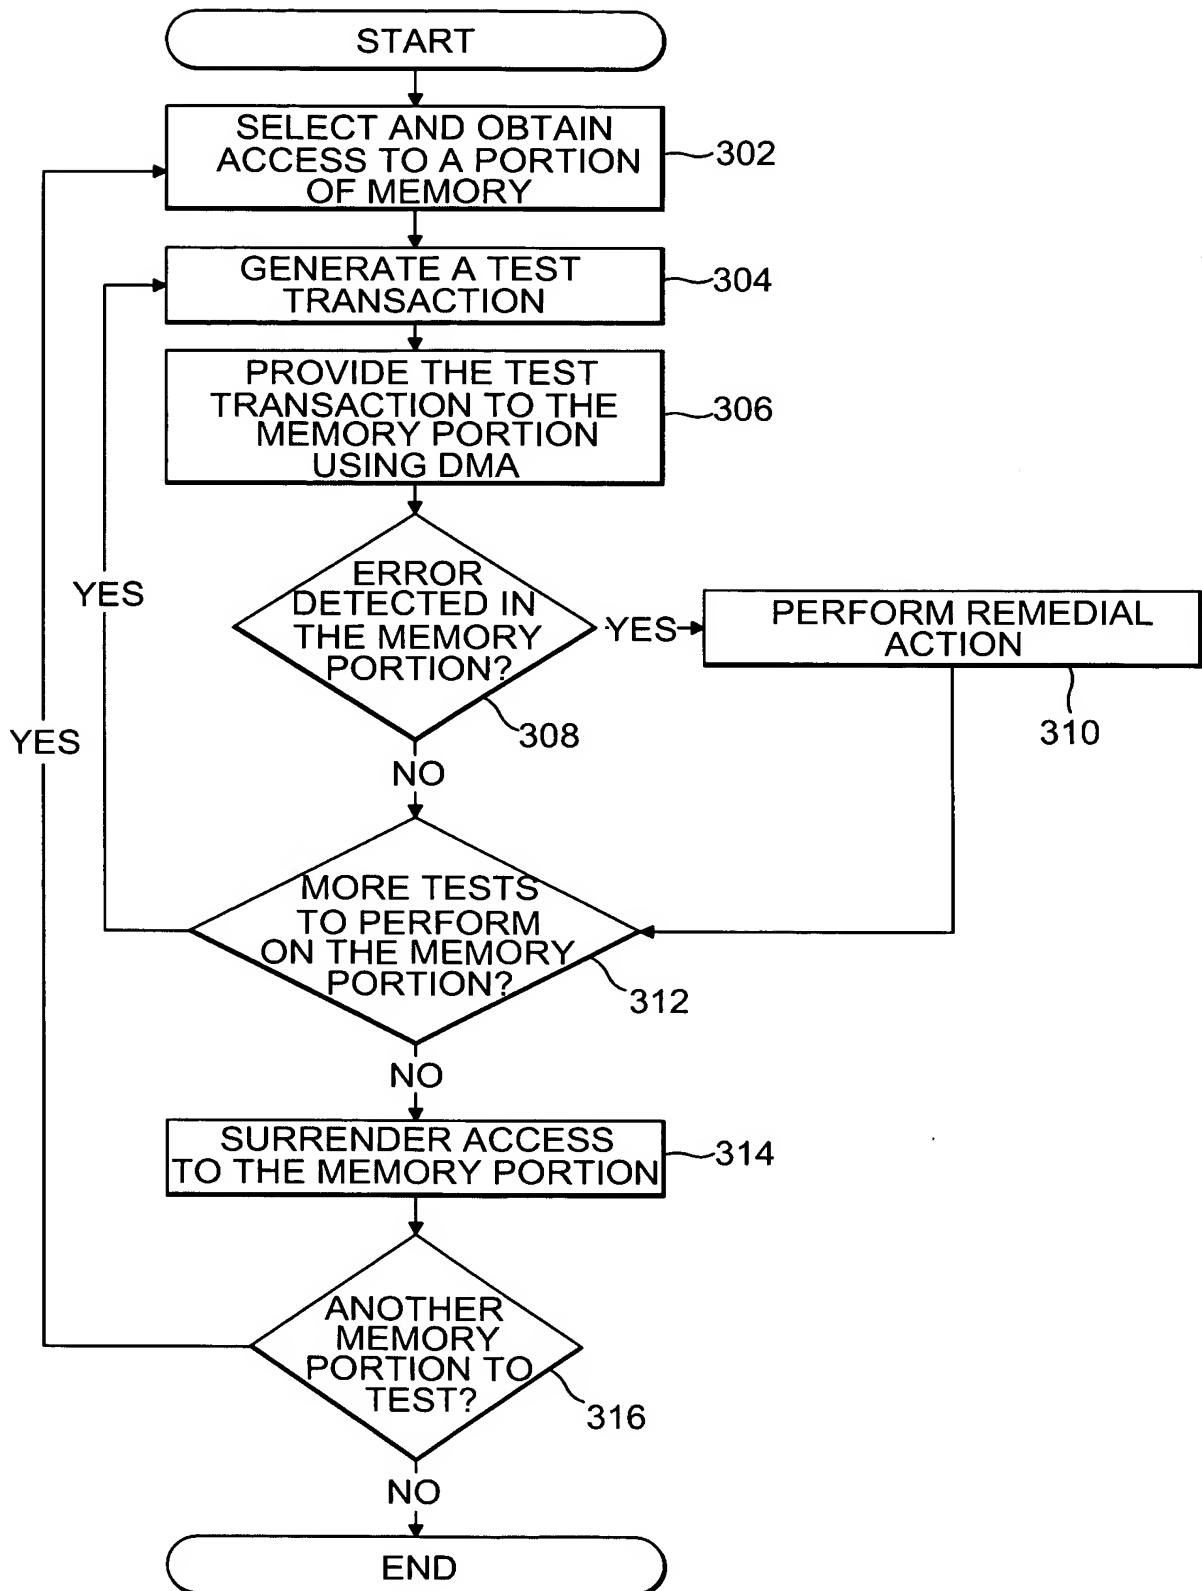 START
SELECT AND OBTAIN
ACCESS TO A PORTION
OF MEMORY
302
GENERATE A TEST
TRANSACTION
304
PROVIDE THE TEST
TRANSACTION TO THE
MEMORY PORTION
USING DMA
306
ERROR
DETECTED IN
THE MEMORY
PORTION?
308
YES
PERFORM REMEDIAL
ACTION
310
NO
YES
YES
MORE TESTS
TO PERFORM
ON THE MEMORY
PORTION?
312
NO
SURRENDER ACCESS
TO THE MEMORY PORTION
314
ANOTHER
MEMORY
PORTION TO
TEST?
316
NO
END